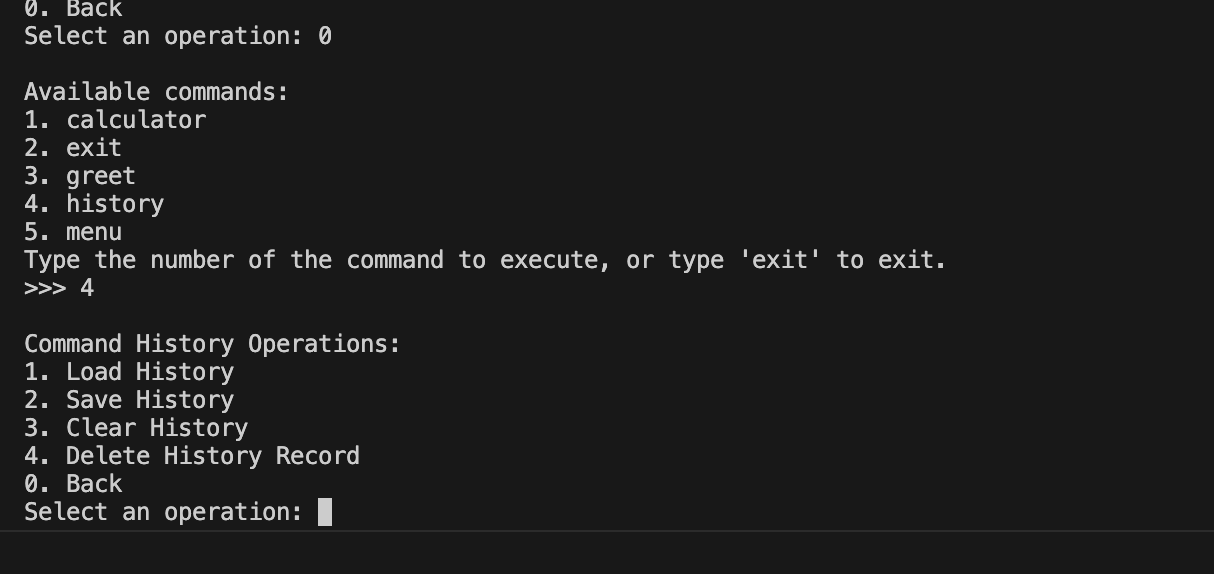 0. Back
Select an operation: 0
Available commands:
1. calculator
2. exit
3. greet
4. history
5. menu
Type the number of the command to execute, or type 'exit' to exit.
>>> 4
Command History Operations:
1. Load History
2. Save History
3. Clear History
4. Delete History Record
0. Back
Select an operation: